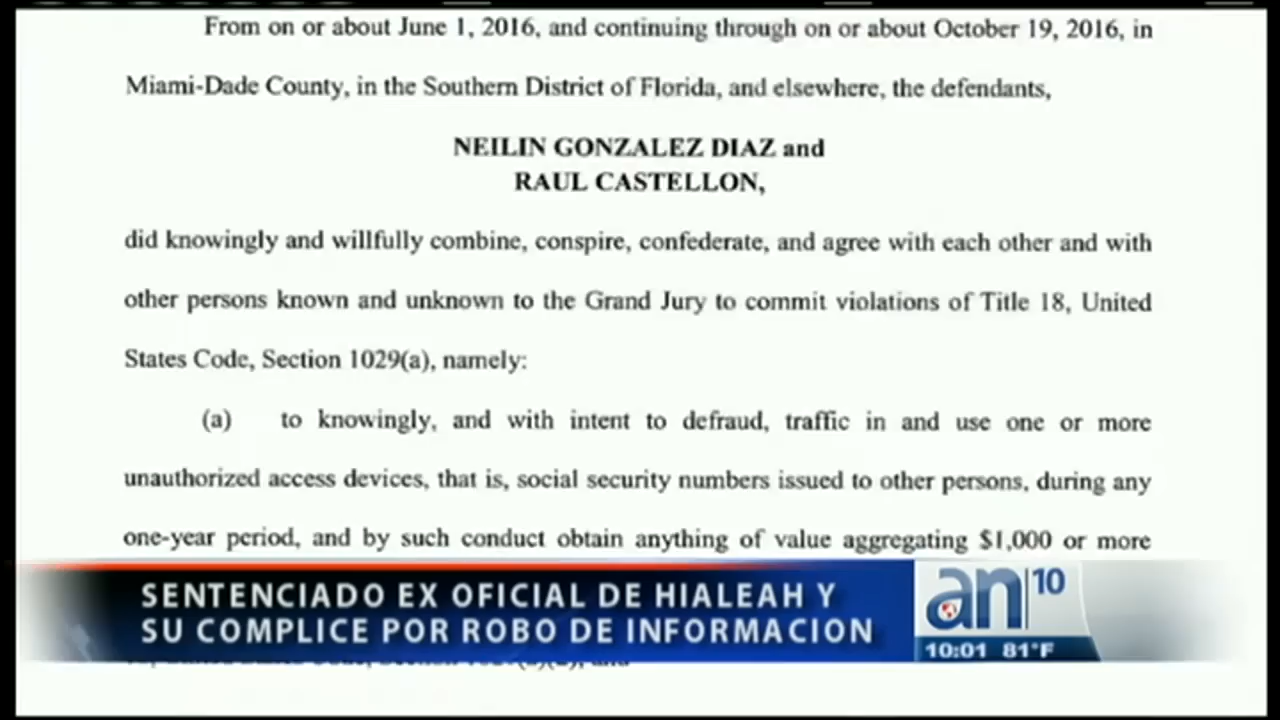 From on or about June 1, 2016, and continuing through on or about October 19, 2016, in
Miami-Dade County, in the Southern District of Florida, and elsewhere, the defendants,
NEILIN GONZALEZ DIAZ and
RAUL CASTELLON,
did knowingly and willfully combine, conspire, confederate, and agree with each other and with
other persons known and unknown to the Grand Jury to commit violations of Title 18, United
States Code, Section 1029(a), namely:
(a) to knowingly, and with intent to defraud, traffic in and use one or more
unauthorized access devices, that is, social security numbers issued to other persons, during any
one-year period, and by such conduct obtain anything of value aggregating $1,000 or more
SENTENCIADO EX OFICIAL DE HIALEAH Y
SU COMPLICE POR ROBO DE INFORMACION
an 10
10:01 81°F